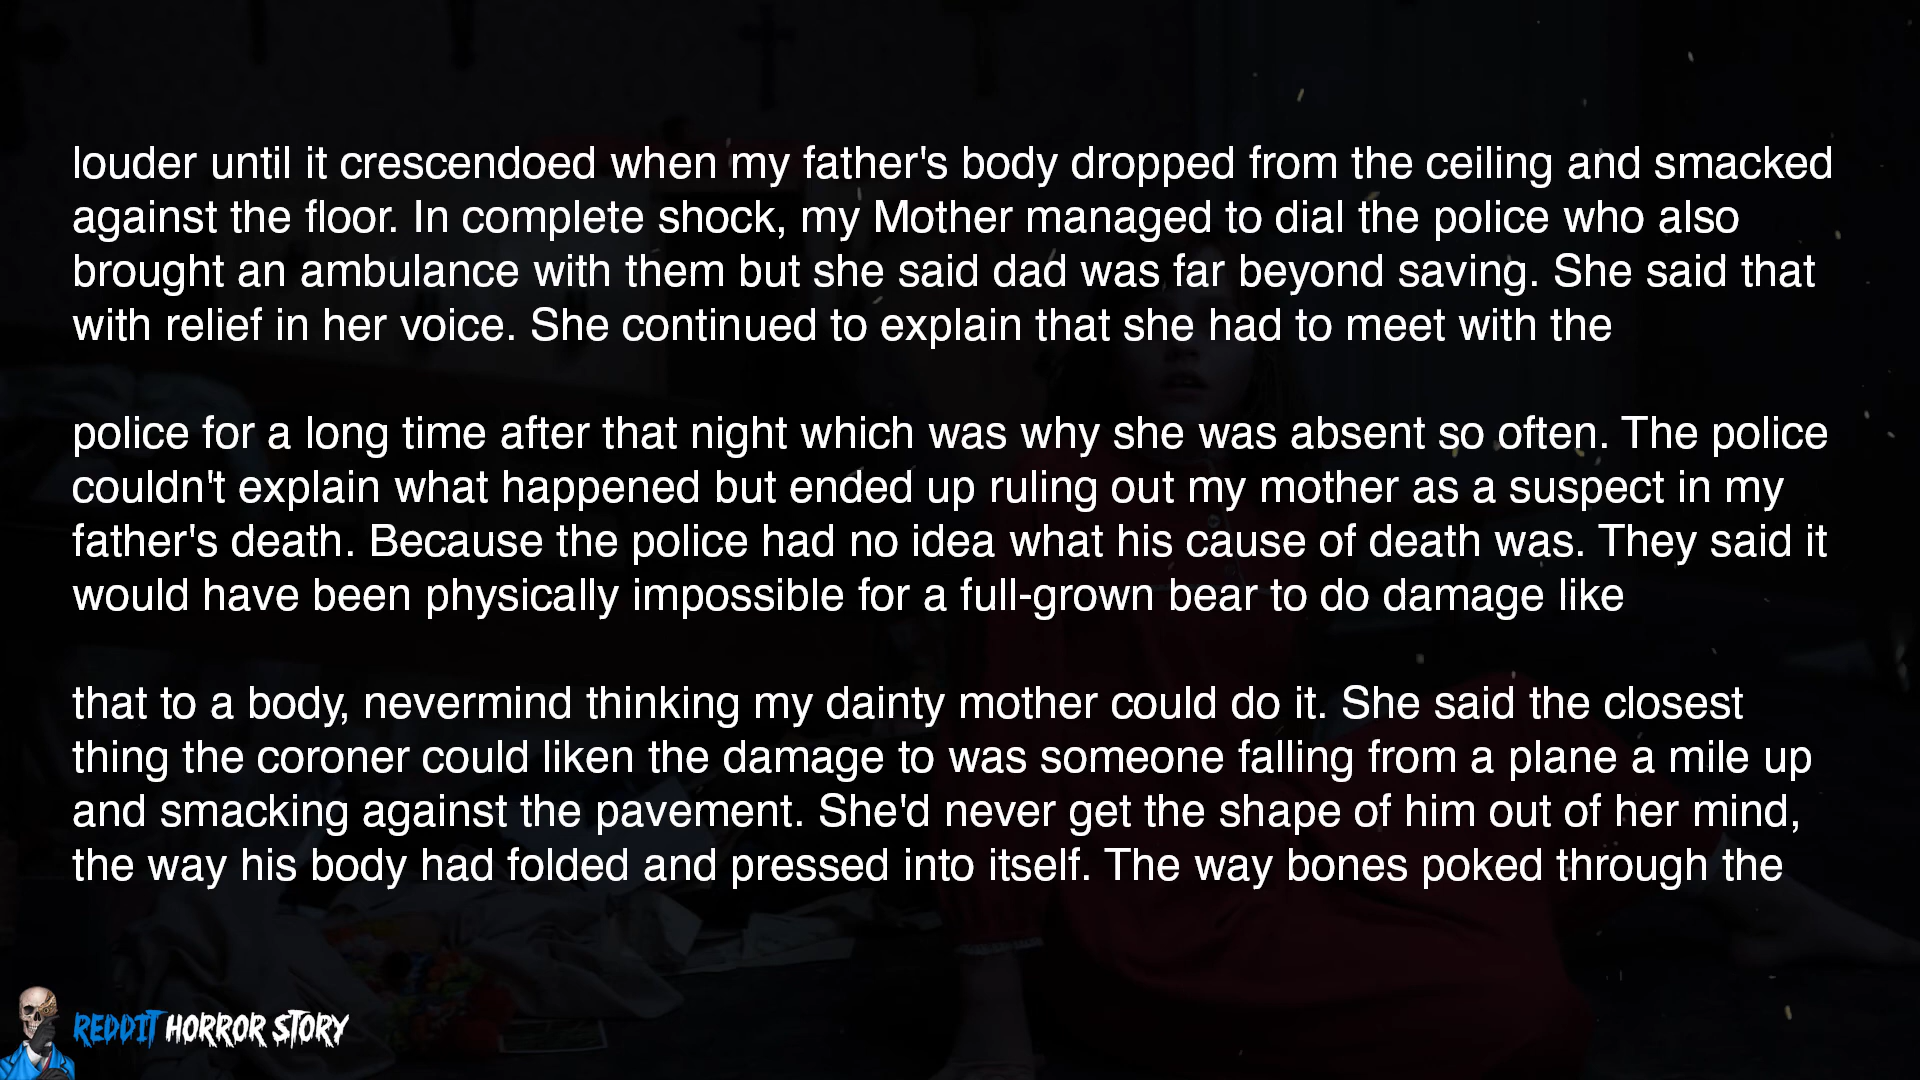 louder until it crescendoed when my father's body dropped from the ceiling and smacked
against the floor. In complete shock, my Mother managed to dial the police who also
brought an ambulance with them but she said dad was far beyond saving. She said that
with relief in her voice. She continued to explain that she had to meet with the
police for a long time after that night which was why she was absent so often. The police
couldn't explain what happened but ended up ruling out my mother as a suspect in my
father's death. Because the police had no idea what his cause of death was. They said it
would have been physically impossible for a full-grown bear to do damage like
that to a body, nevermind thinking my dainty mother could do it. She said the closest
thing the coroner could liken the damage to was someone falling from a plane a mile up
and smacking against the pavement. She'd never get the shape of him out of her mind,
the way his body had folded and pressed into itself. The way bones poked through the
REDDIT HORROR STORY